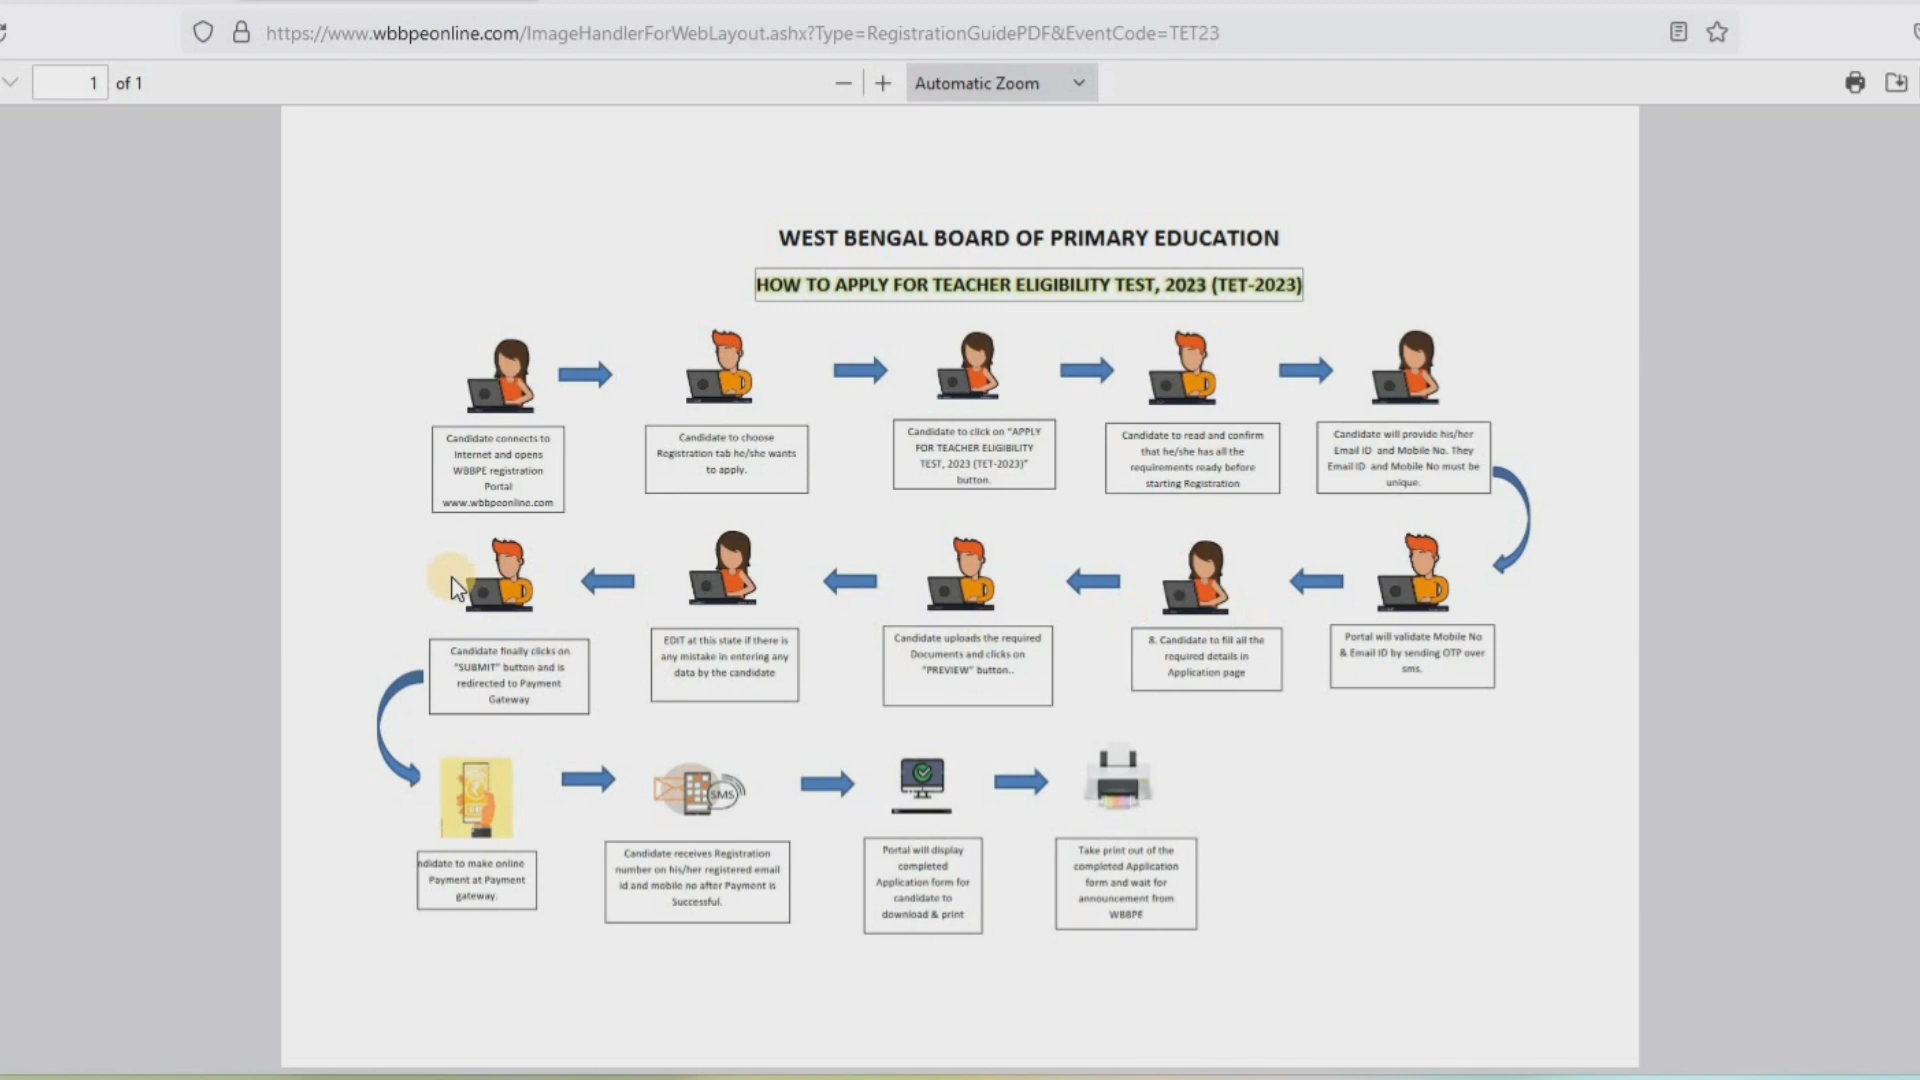 https://www.wbbpeonline.com/ImageHandlerForWebLayout.ashx?Type=RegistrationGuidePDF&EventCode=TET23
1 of 1
Automatic Zoom
WEST BENGAL BOARD OF PRIMARY EDUCATION
HOW TO APPLY FOR TEACHER ELIGIBILITY TEST, 2023 (TET-2023)
Candidate connects to
Internet and opens
WBBPE registration
Portal
www.wbbpeonline.com
Candidate to choose
Registration tab he/she wants
to apply.
Candidate to click on "APPLY
FOR TEACHER ELIGIBILITY
TEST, 2023 (TET-2023)"
button.
Candidate to read and confirm
that he/she has all the
requirements ready before
starting Registration
Candidate will provide his/her
Email ID and Mobile No. They
Email ID and Mobile No must be
unique.
Candidate finally clicks on
"SUBMIT" button and is
redirected to Payment
Gateway
EDIT at this state if there is
any mistake in entering any
data by the candidate
Candidate uploads the required
Documents and clicks on
"PREVIEW" button..
8. Candidate to fill all the
required details in
Application page
Portal will validate Mobile No
& Email ID by sending OTP over
sms.
SMS
ndidate to make online
Payment at Payment
gateway.
Candidate receives Registration
number on his/her registered email
id and mobile no after Payment is
Successful.
Portal will display
completed
Application form for
candidate to
download & print
Take print out of the
completed Application
form and wait for
announcement from
WBBPE